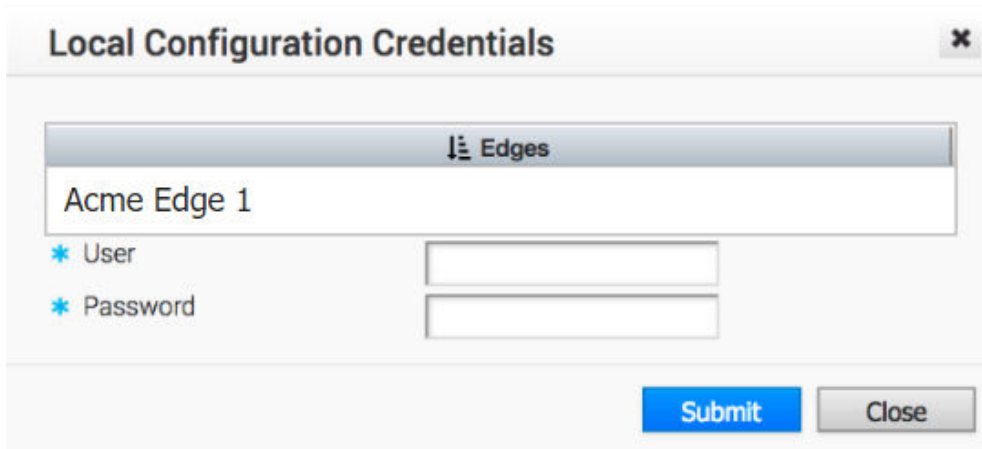 Local Configuration Credentials
Edges
Acme Edge 1
* User
* Password
Submit Close